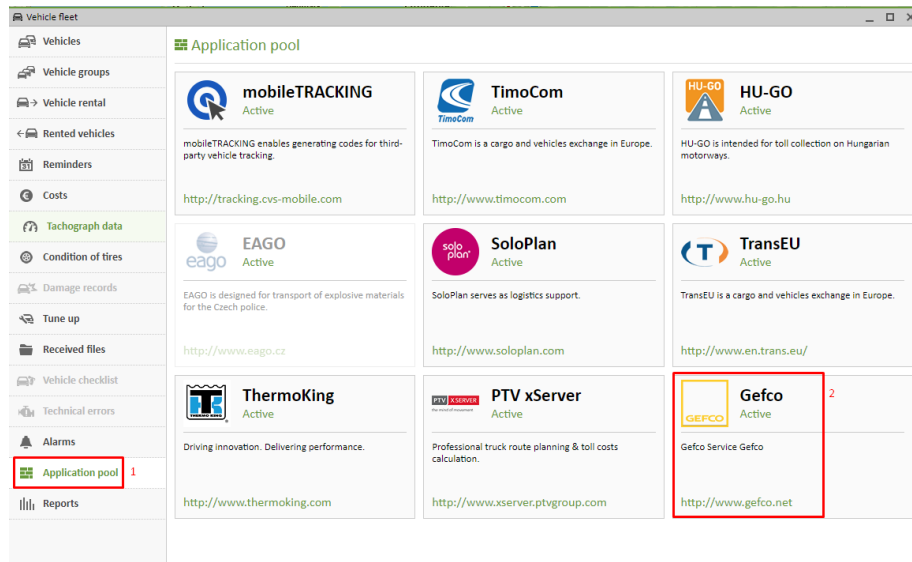 Vehicle fleet
Vehicles
Vehicle groups
Vehicle rental
Rented vehicles
31
Reminders
Costs
Tachograph data
Condition of tires
Damage records
Tune up
Received files
Vehicle checklist
Technical errors
Alarms
Application pool
1
Reports
Application pool
mobileTRACKING
Active
mobileTRACKING enables generating codes for third-
party vehicle tracking.
http://tracking.cvs-mobile.com
TimoCom
TimoCom
Active
TimoCom is a cargo and vehicles exchange in Europe.
http://www.timocom.com
HU-GO
HU-GO
Active
HU-GO is intended for toll collection on Hungarian
motorways.
http://www.hu-go.hu
eago
EAGO
Active
EAGO is designed for transport of explosive materials
for the Czech police.
http://www.eago.cz
solo
plan
SoloPlan
Active
SoloPlan serves as logistics support.
http://www.soloplan.com
T
TransEU
Active
TransEU is a cargo and vehicles exchange in Europe.
http://www.en.trans.eu/
THERMO KING
ThermoKing
Active
Driving innovation. Delivering performance.
http://www.thermoking.com
PTV XSERVER
the mind of movement
PTV xServer
Active
Professional truck route planning & toll costs
calculation.
http://www.xserver.ptvgroup.com
GEFCO
Gefco
Active
Gefco Service Gefco
http://www.gefco.net
2